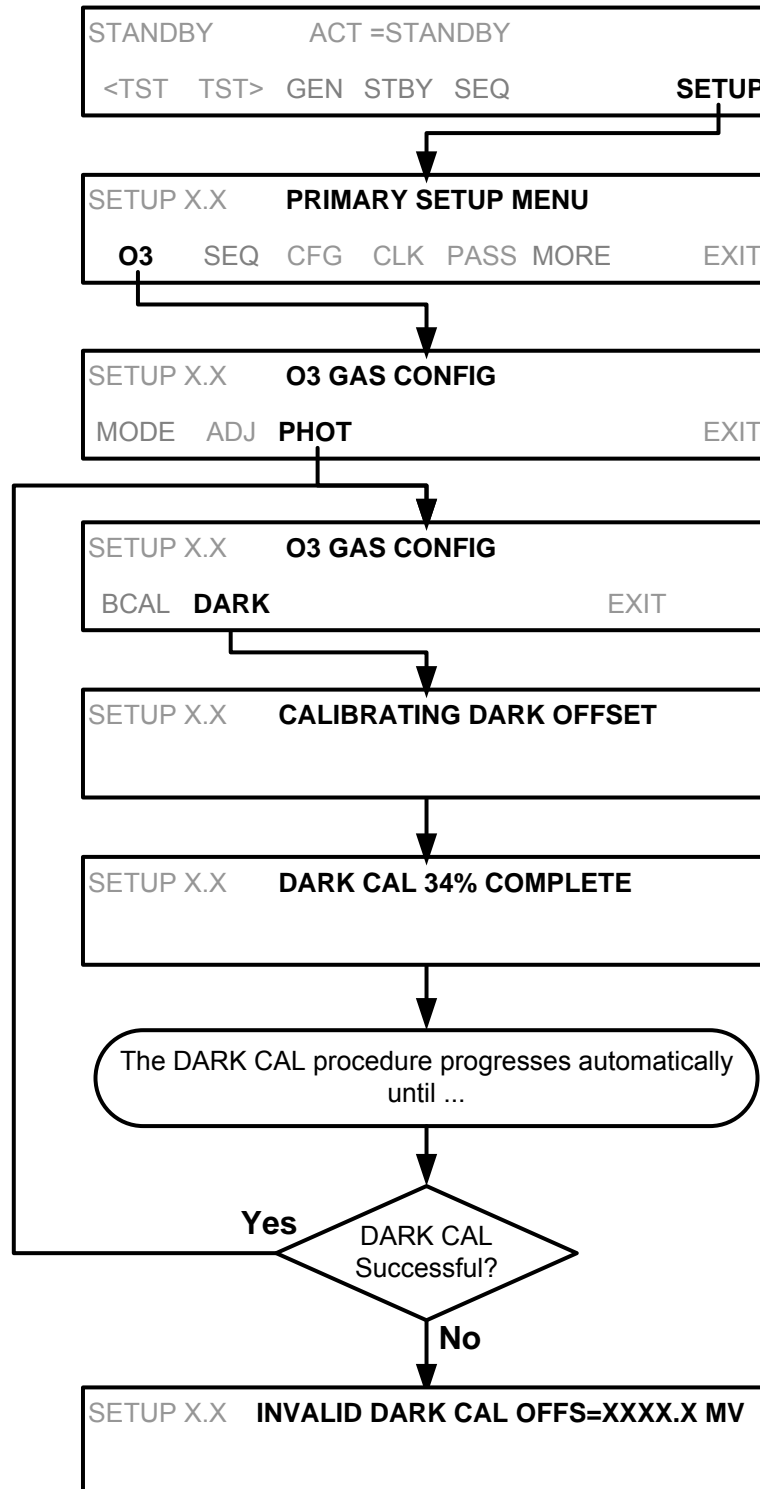 STANDBY ACT =STANDBY
<TST TST> GEN STBY SEQ SETUP
SETUP X.X PRIMARY SETUP MENU
O3 SEQ CFG CLK PASS MORE EXIT
SETUP X.X O3 GAS CONFIG
MODE ADJ PHOT EXIT
SETUP X.X O3 GAS CONFIG
BCAL DARK EXIT
SETUP X.X CALIBRATING DARK OFFSET
SETUP X.X DARK CAL 34% COMPLETE
The DARK CAL procedure progresses automatically
until ...
Yes
DARK CAL
Successful?
No
SETUP X.X INVALID DARK CAL OFFS=XXXX.X MV